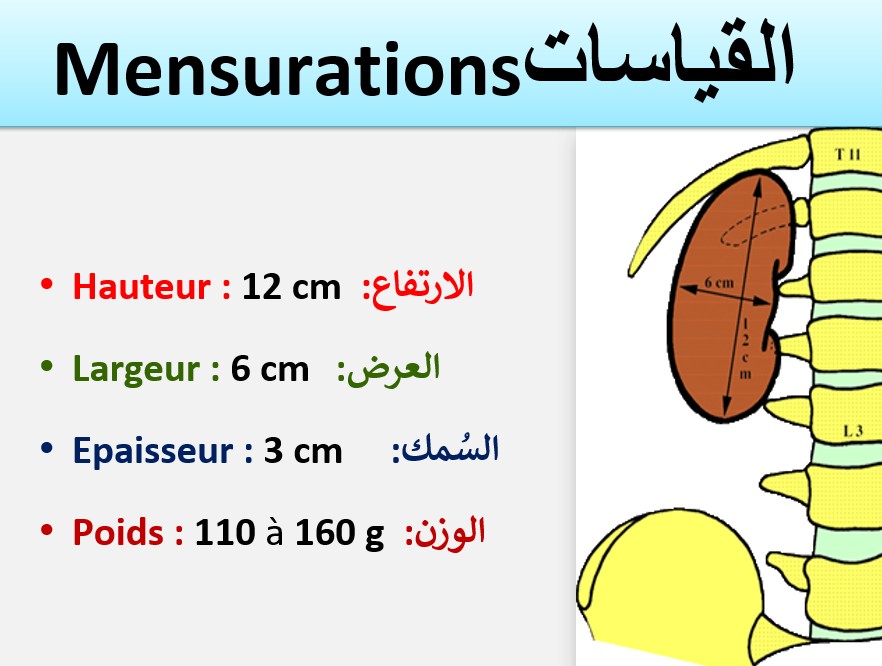 Mensurations القياسات
• Hauteur : 12 cm الارتفاع:
• Largeur : 6 cm العرض:
• Epaisseur : 3 cm السُمك:
• Poids : 110 à 160 g الوزن:
T 11
6 cm
12 cm
L 3